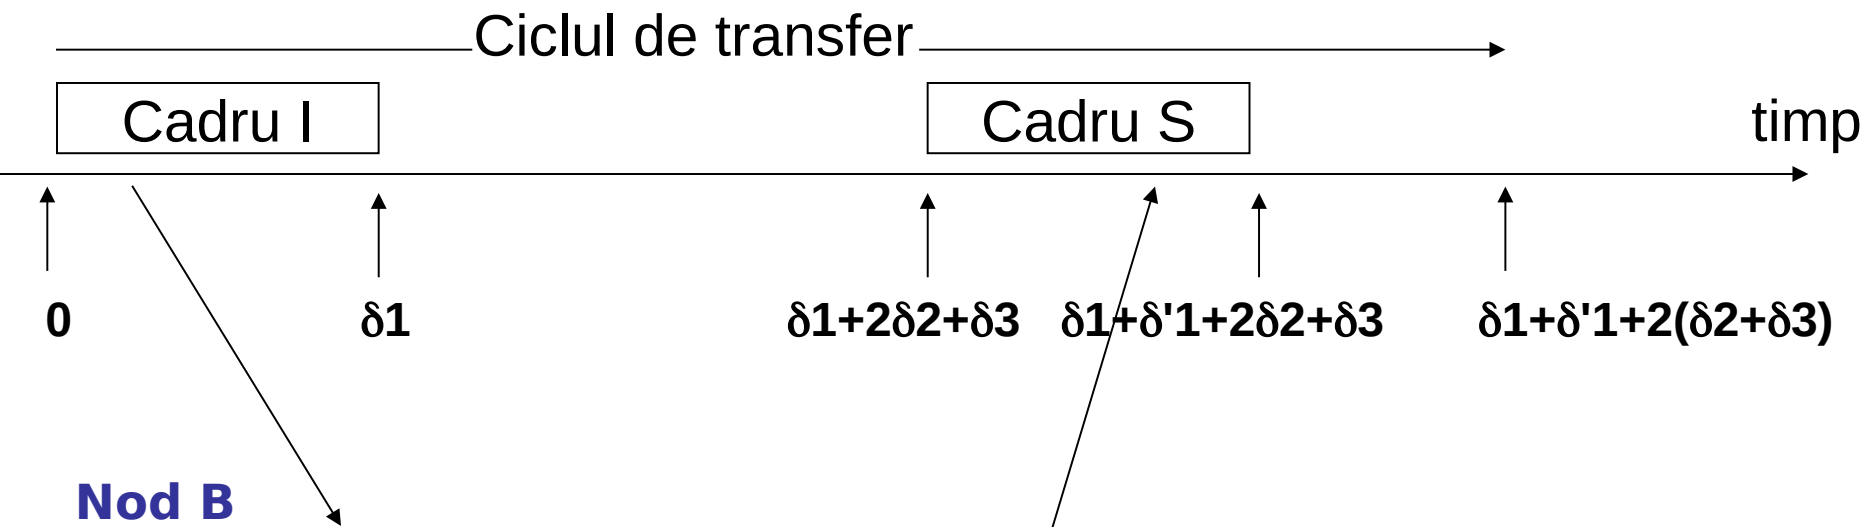 Ciclul de transfer
Cadru I
Cadru S
timp
0
δ1
δ1+2δ2+δ3
δ1+δ'1+2δ2+δ3
δ1+δ'1+2(δ2+δ3)
Nod B